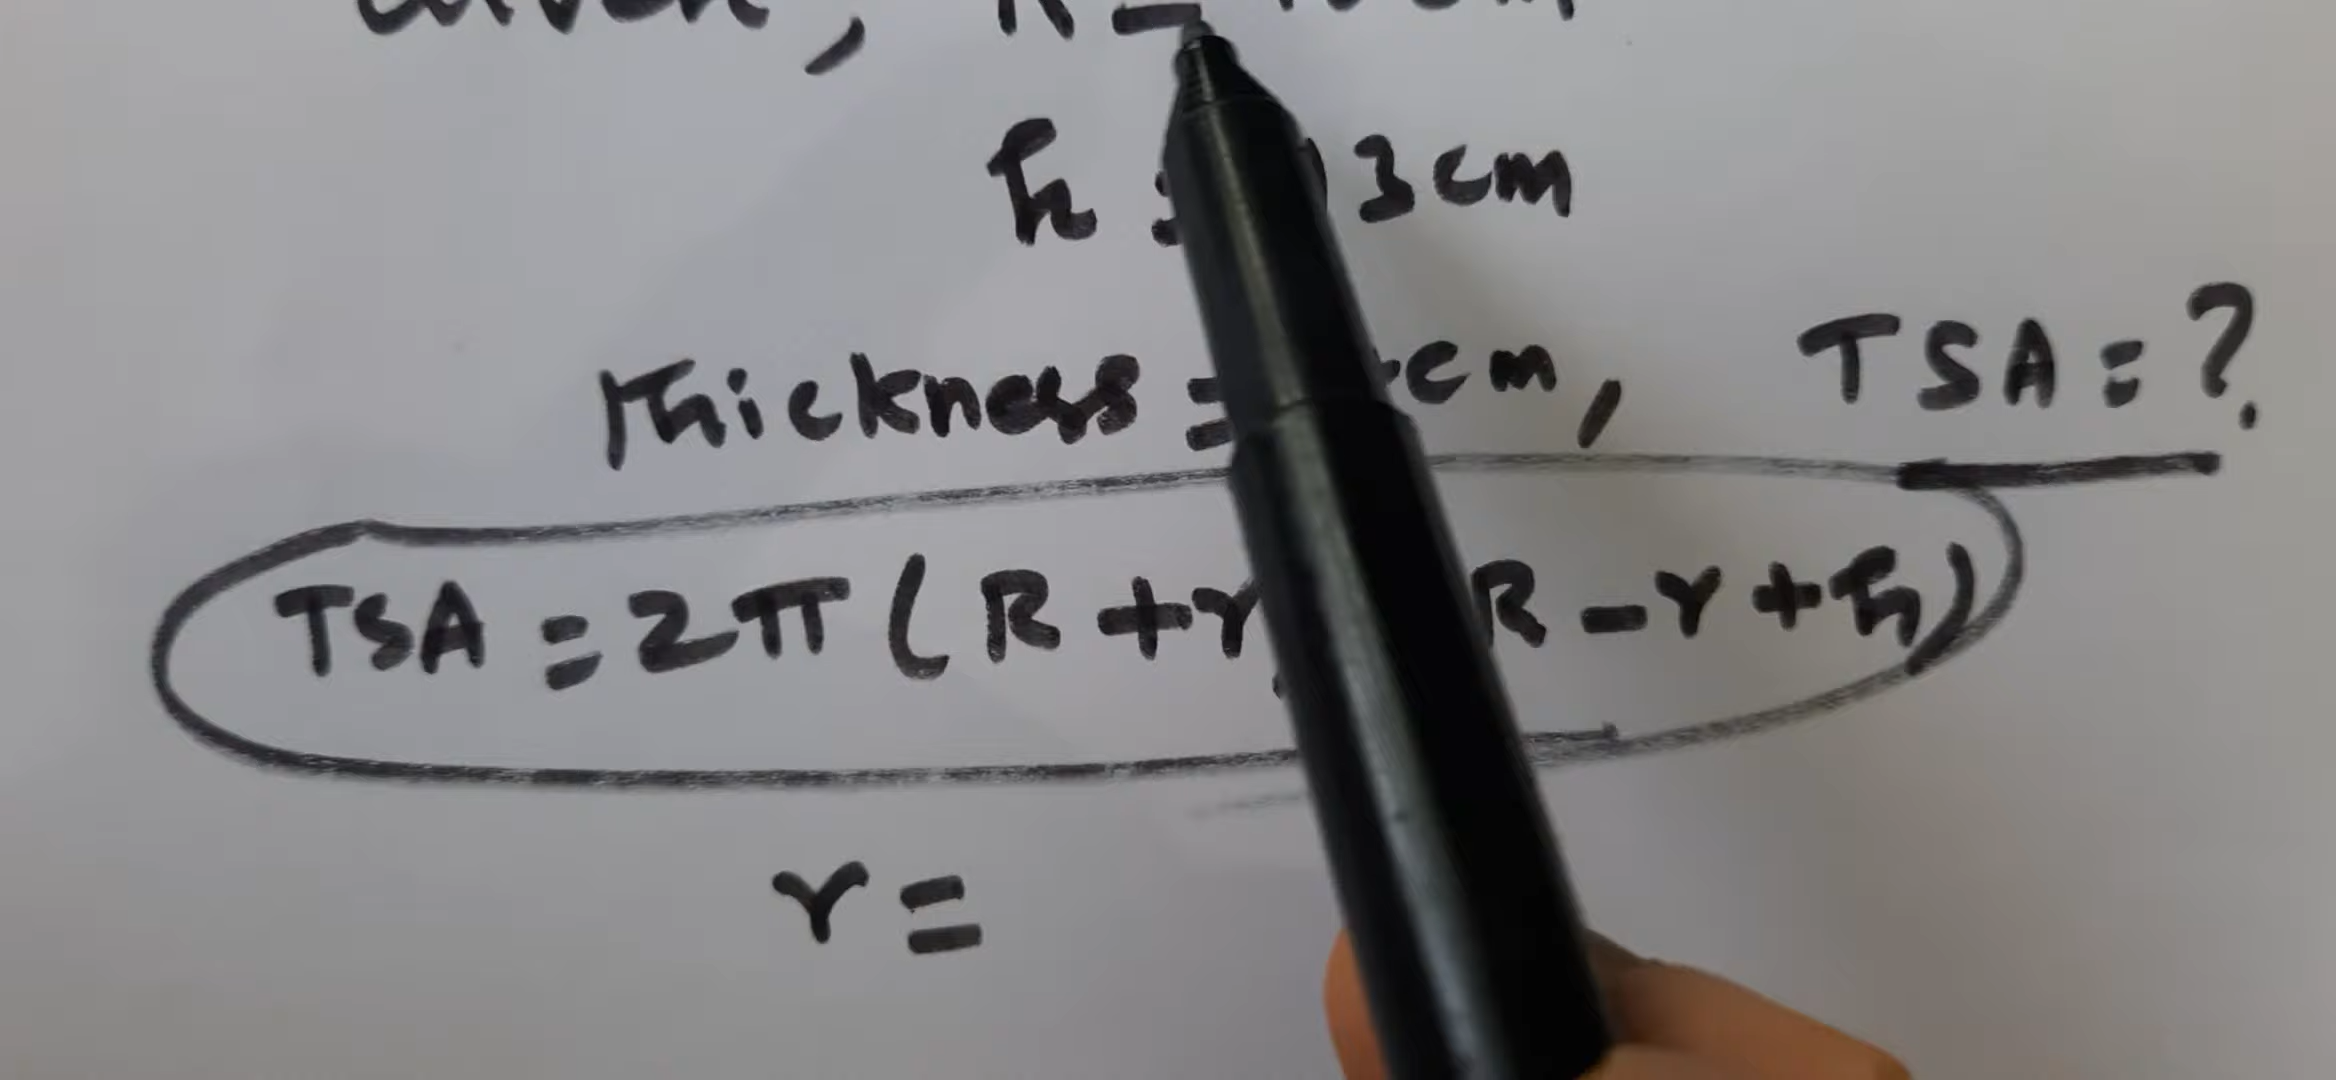 , R =
h = 3cm
thickness = cm, TSA = ?
TSA = 2π (R + r R - r + h)
r =